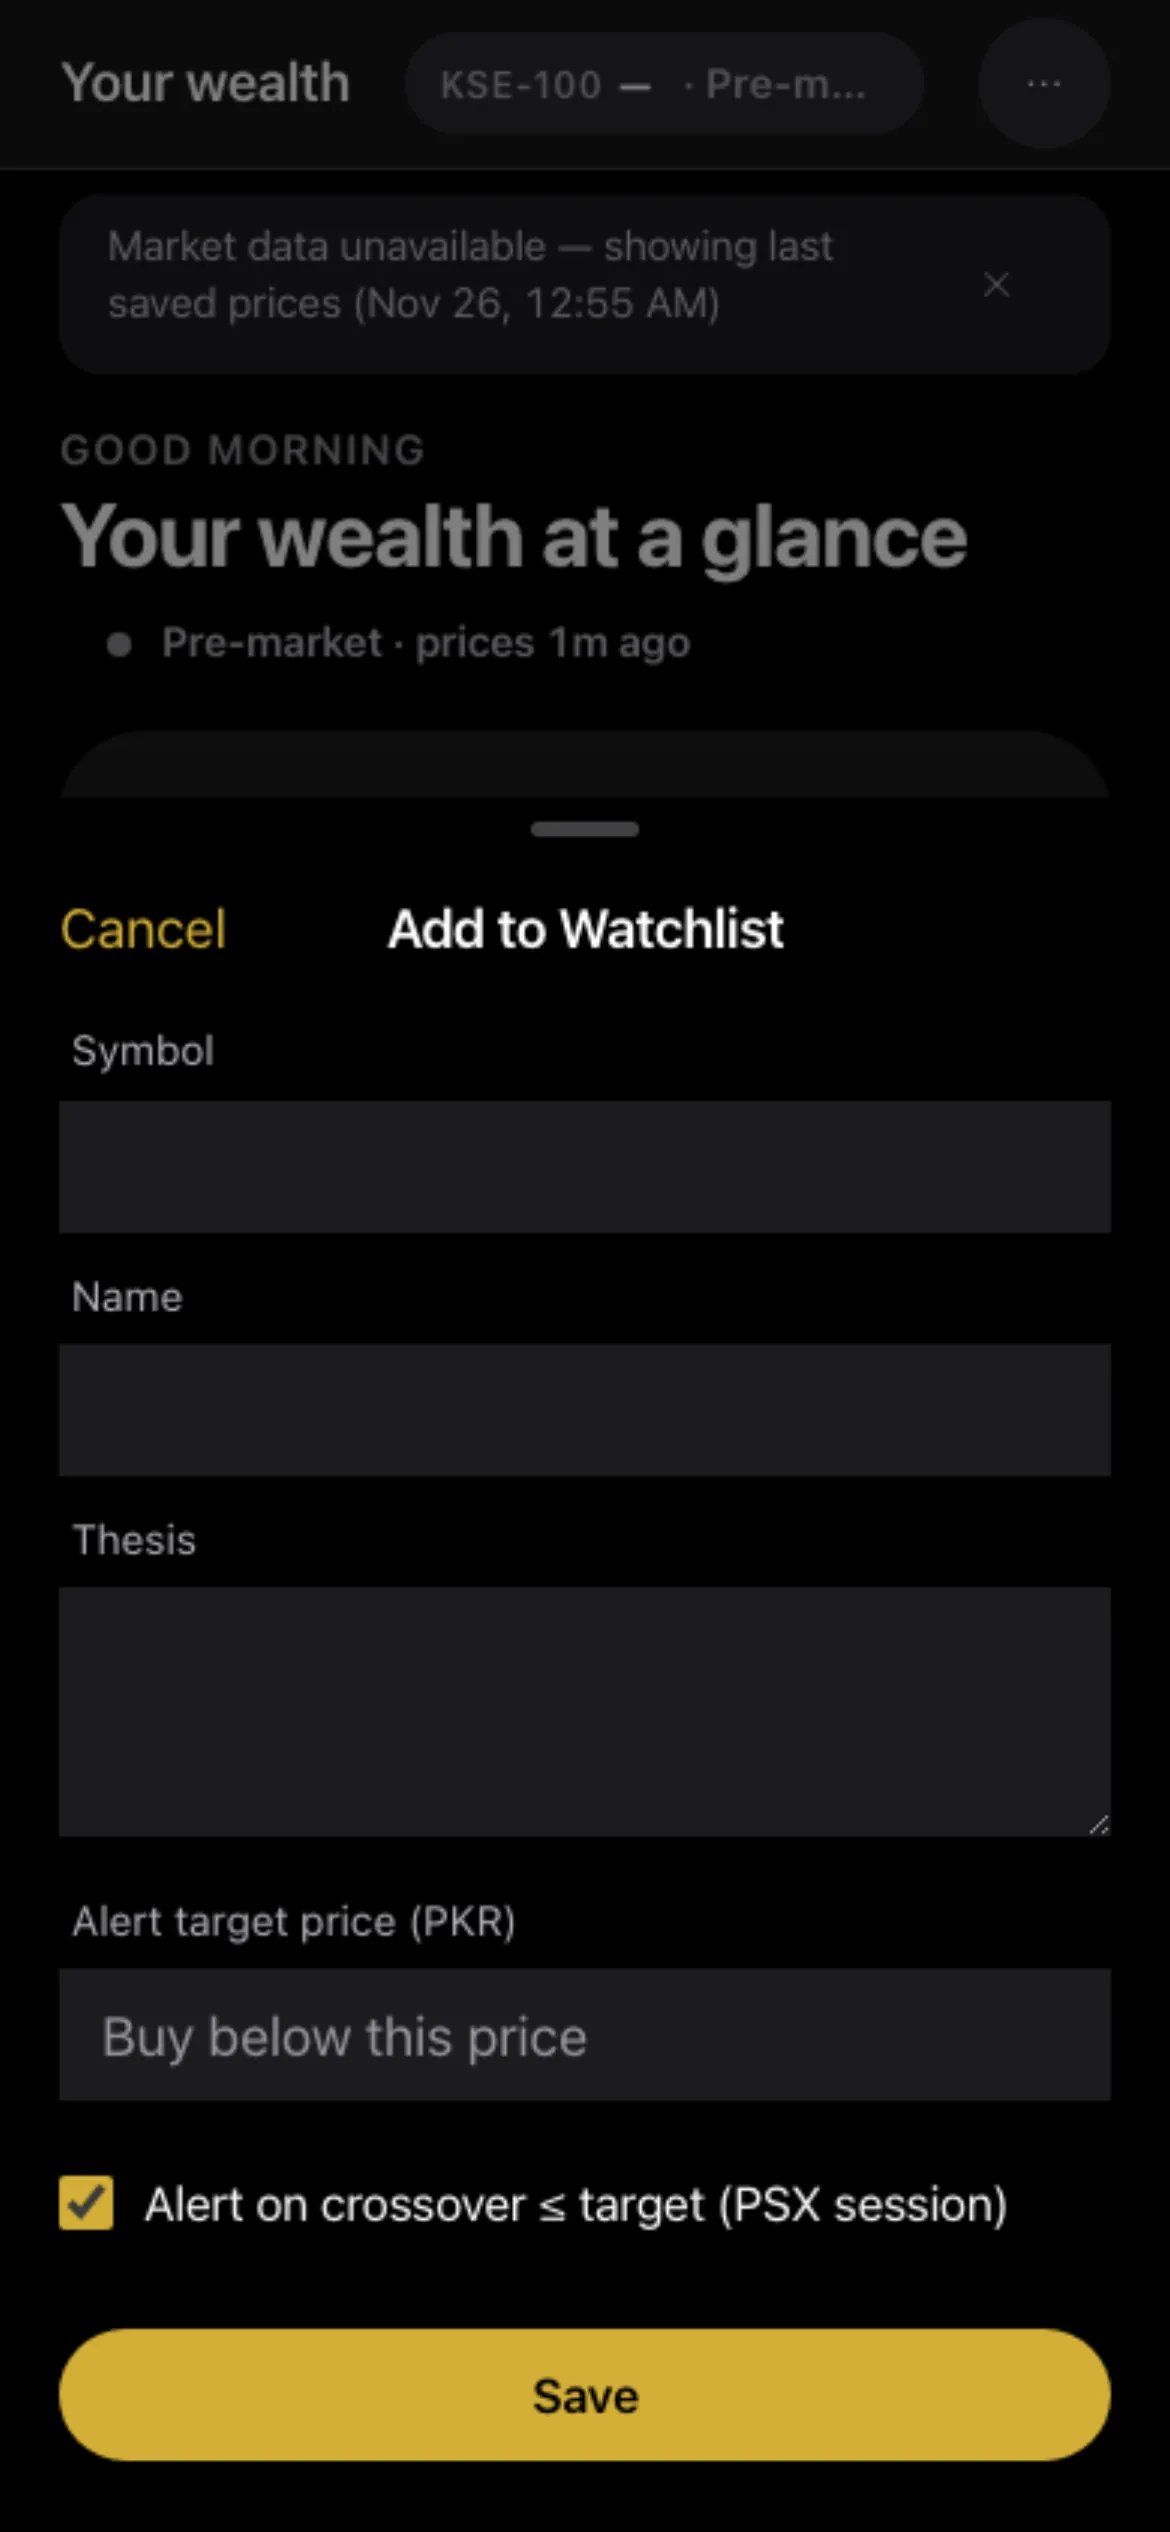 Your wealth
KSE-100 — · Pre-m...
...
Market data unavailable — showing last
saved prices (Nov 26, 12:55 AM)
GOOD MORNING
Your wealth at a glance
Pre-market · prices 1m ago
Cancel
Add to Watchlist
Symbol
Name
Thesis
Alert target price (PKR)
Buy below this price
Alert on crossover ≤ target (PSX session)
Save